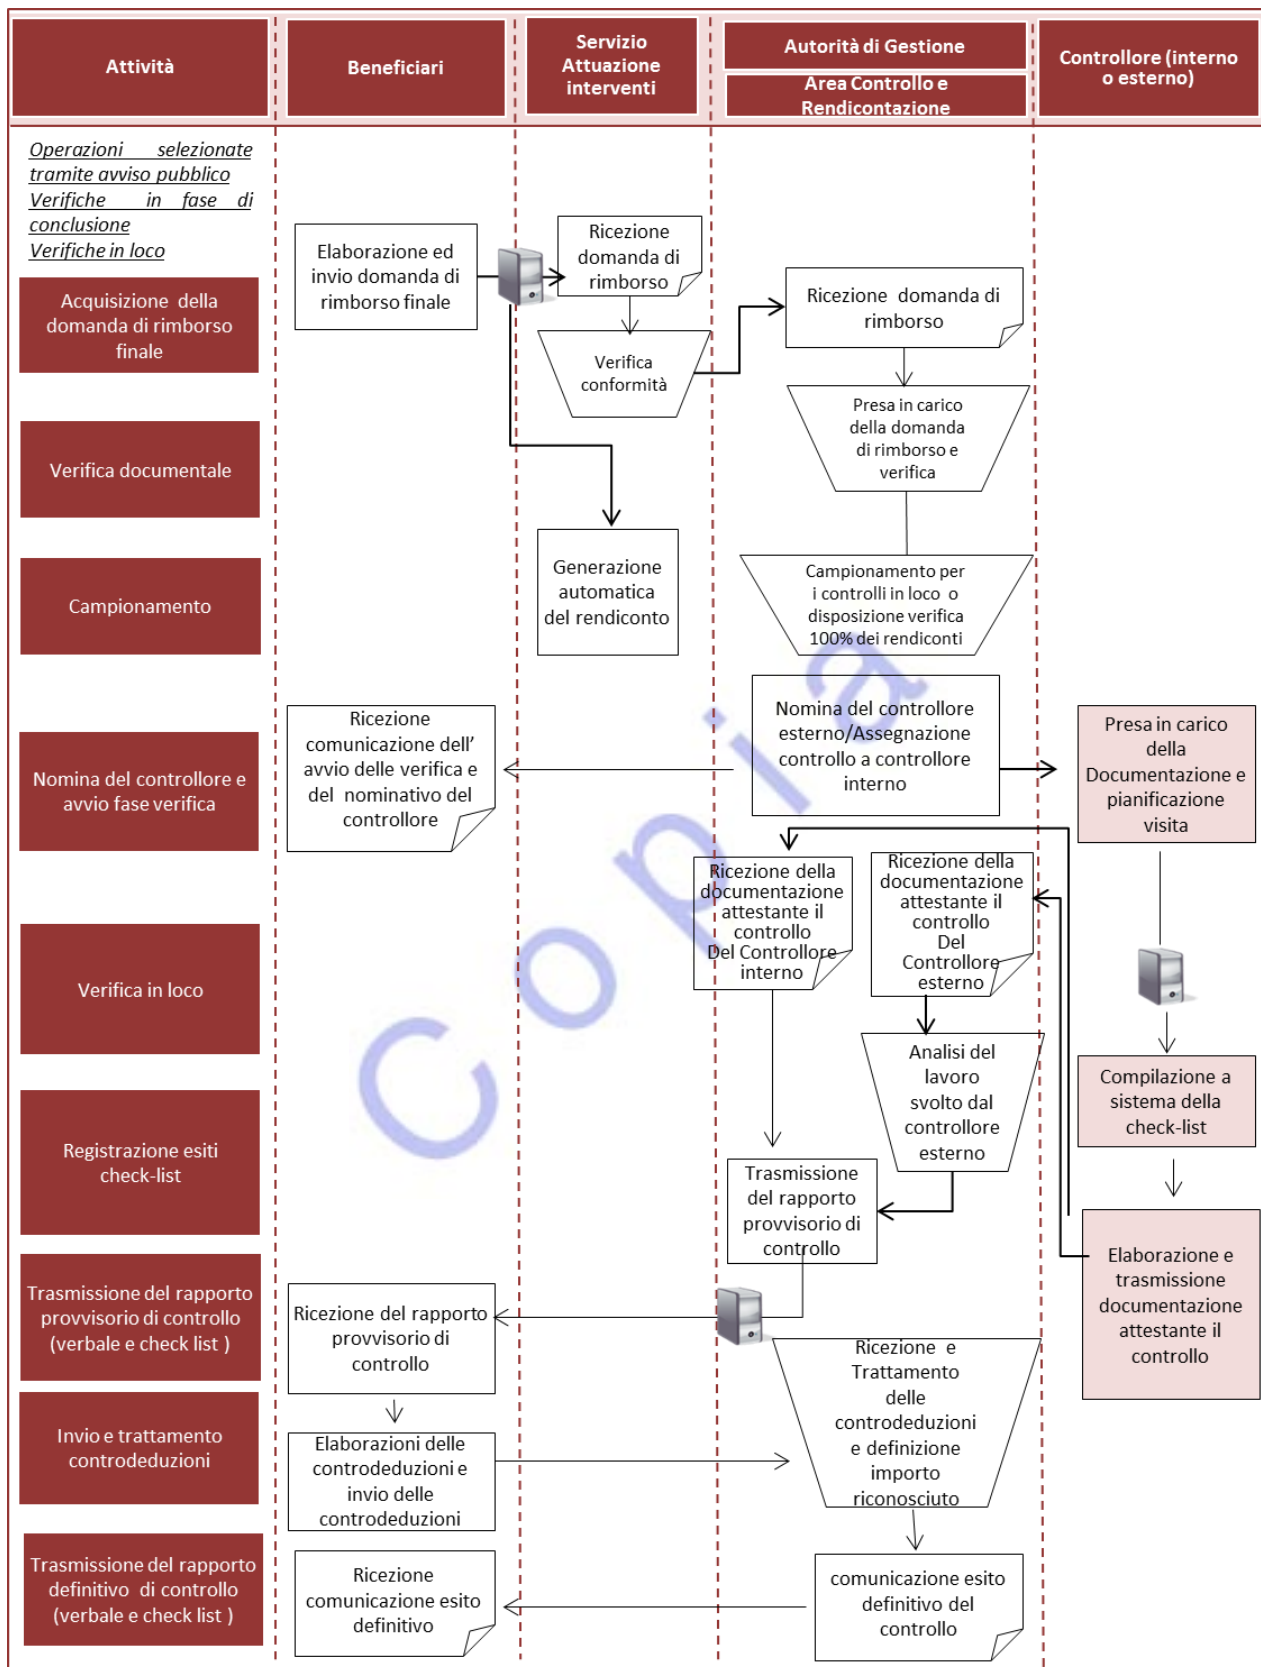 Attività
Beneficiari
Servizio
Attuazione
interventi
Autorità di Gestione
Area Controllo e
Rendicontazione
Controllore (interno
o esterno)
Operazioni selezionate
tramite avviso pubblico
Verifiche in fase di
conclusione
Verifiche in loco
Acquisizione della
domanda di rimborso
finale
Elaborazione ed
invio domanda di
rimborso finale
Ricezione
domanda di
rimborso
Verifica
conformità
Ricezione domanda di
rimborso
Presa in carico
della domanda
di rimborso e
verifica
Verifica documentale
Campionamento
Generazione
automatica
del rendiconto
Campionamento per
i controlli in loco o
disposizione verifica
100% dei rendiconti
Nomina del controllore e
avvio fase verifica
Ricezione
comunicazione dell’
avvio delle verifica e
del nominativo del
controllore
Nomina del controllore
esterno/Assegnazione
controllo a controllore
interno
Presa in carico
della
Documentazione e
pianificazione
visita
Verifica in loco
Ricezione della
documentazione
attestante il
controllo
Del Controllore
interno
Ricezione della
documentazione
attestante il
controllo
Del
Controllore
esterno
Analisi del
lavoro
svolto dal
controllore
esterno
Compilazione a
sistema della
check-list
Registrazione esiti
check-list
Trasmissione
del rapporto
provvisorio di
controllo
Elaborazione e
trasmissione
documentazione
attestante il
controllo
Trasmissione del rapporto
provvisorio di controllo
(verbale e check list )
Ricezione del rapporto
provvisorio di
controllo
Ricezione e
Trattamento
delle
controdeduzioni
e definizione
importo
riconosciuto
Invio e trattamento
controdeduzioni
Elaborazioni delle
controdeduzioni e
invio delle
controdeduzioni
Trasmissione del rapporto
definitivo di controllo
(verbale e check list )
Ricezione
comunicazione esito
definitivo
comunicazione esito
definitivo del
controllo
Copia